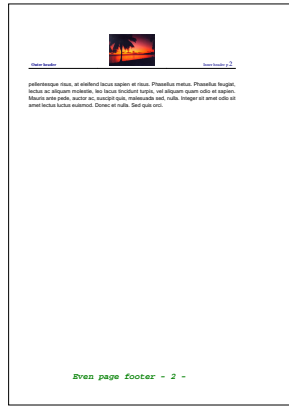 Outer header Inner header p.2
pellentesque risus, at eleifend lacus sapien et risus. Phasellus metus. Phasellus feugiat,
lectus ac aliquam molestie, leo lacus tincidunt turpis, vel aliquam quam odio et sapien.
Mauris ante pede, auctor ac, suscipit quis, malesuada sed, nulla. Integer sit amet odio sit
amet lectus luctus euismod. Donec et nulla. Sed quis orci.
Even page footer - 2 -